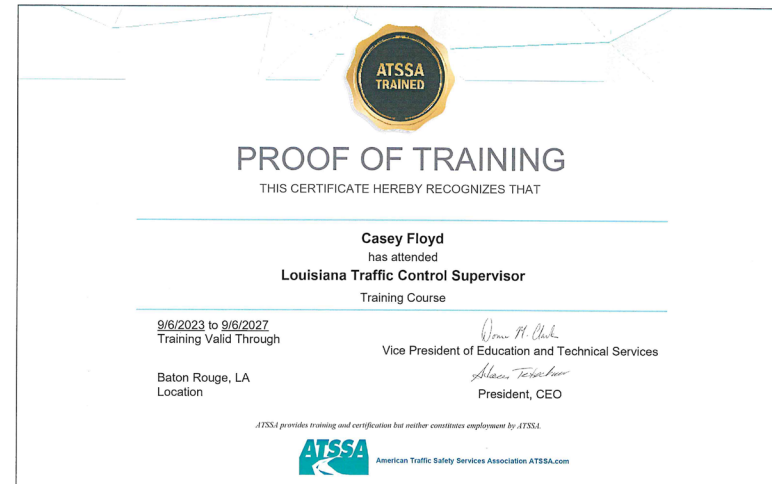 ATSSA
TRAINED
PROOF OF TRAINING
THIS CERTIFICATE HEREBY RECOGNIZES THAT
Casey Floyd
has attended
Louisiana Traffic Control Supervisor
Training Course
9/6/2023 to 9/6/2027
Training Valid Through
Vice President of Education and Technical Services
Baton Rouge, LA
Location
President, CEO
ATSSA provides training and certification but neither constitutes employment by ATSSA.
ATSSA
American Traffic Safety Services Association ATSSA.com